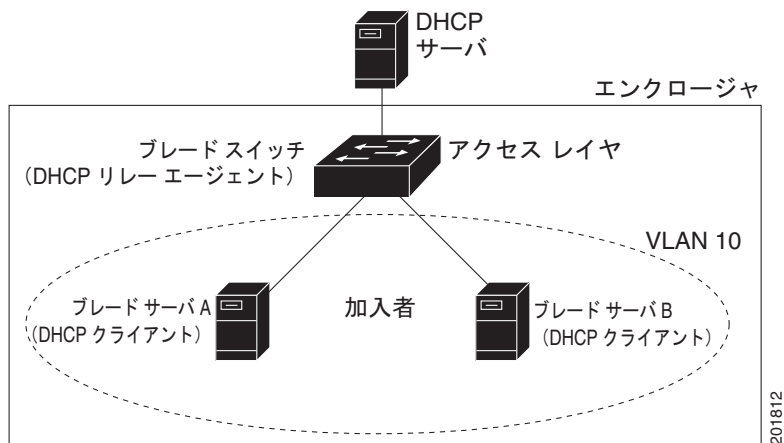 DHCP
サーバ
エンクロージャ
ブレード スイッチ
(DHCP リレー エージェント)
アクセス レイヤ
VLAN 10
ブレード サーバ A
(DHCP クライアント)
加入者
ブレード サーバ B
(DHCP クライアント)
201812